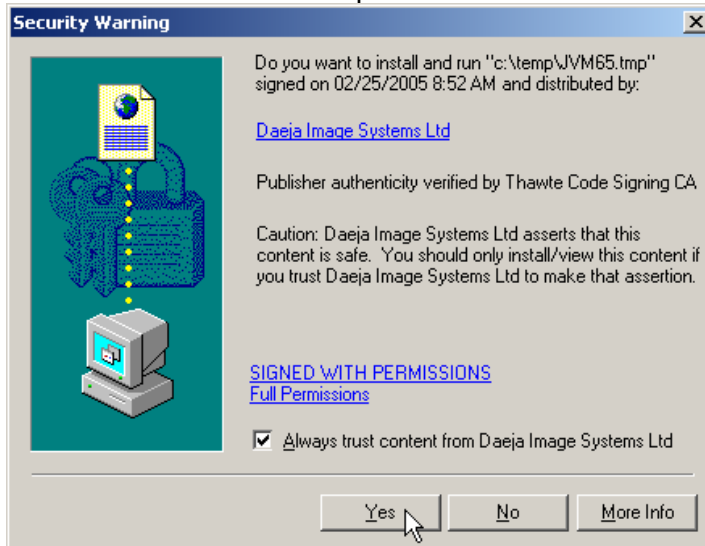 Security Warning
Do you want to install and run "c:\temp\JVM65.tmp"
signed on 02/25/2005 8:52 AM and distributed by:
Daeja Image Systems Ltd
Publisher authenticity verified by Thawte Code Signing CA
Caution: Daeja Image Systems Ltd asserts that this
content is safe. You should only install/view this content if
you trust Daeja Image Systems Ltd to make that assertion.
SIGNED WITH PERMISSIONS
Full Permissions
Always trust content from Daeja Image Systems Ltd
Yes
No
More Info